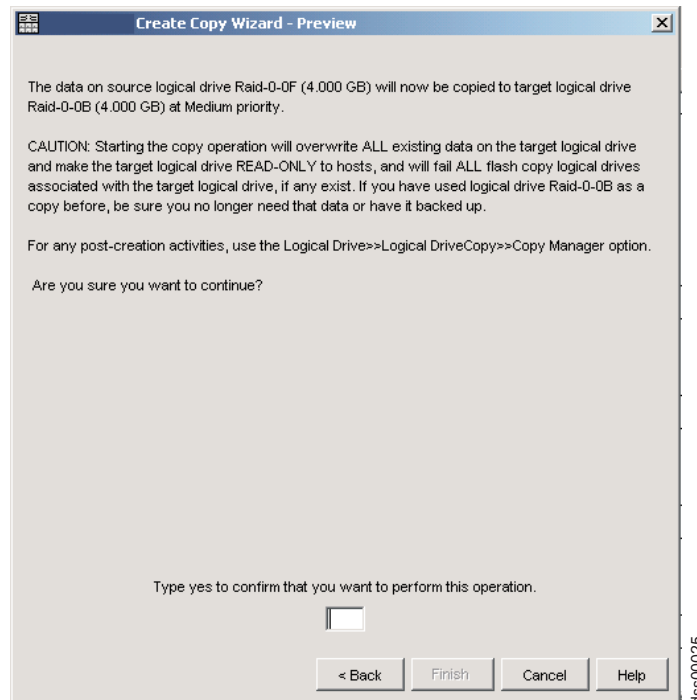 Create Copy Wizard - Preview
The data on source logical drive Raid-0-0F (4.000 GB) will now be copied to target logical drive
Raid-0-0B (4.000 GB) at Medium priority.
CAUTION: Starting the copy operation will overwrite ALL existing data on the target logical drive
and make the target logical drive READ-ONLY to hosts, and will fail ALL flash copy logical drives
associated with the target logical drive, if any exist. If you have used logical drive Raid-0-0B as a
copy before, be sure you no longer need that data or have it backed up.
For any post-creation activities, use the Logical Drive>>Logical DriveCopy>>Copy Manager option.
Are you sure you want to continue?
Type yes to confirm that you want to perform this operation.
< Back
Finish
Cancel
Help